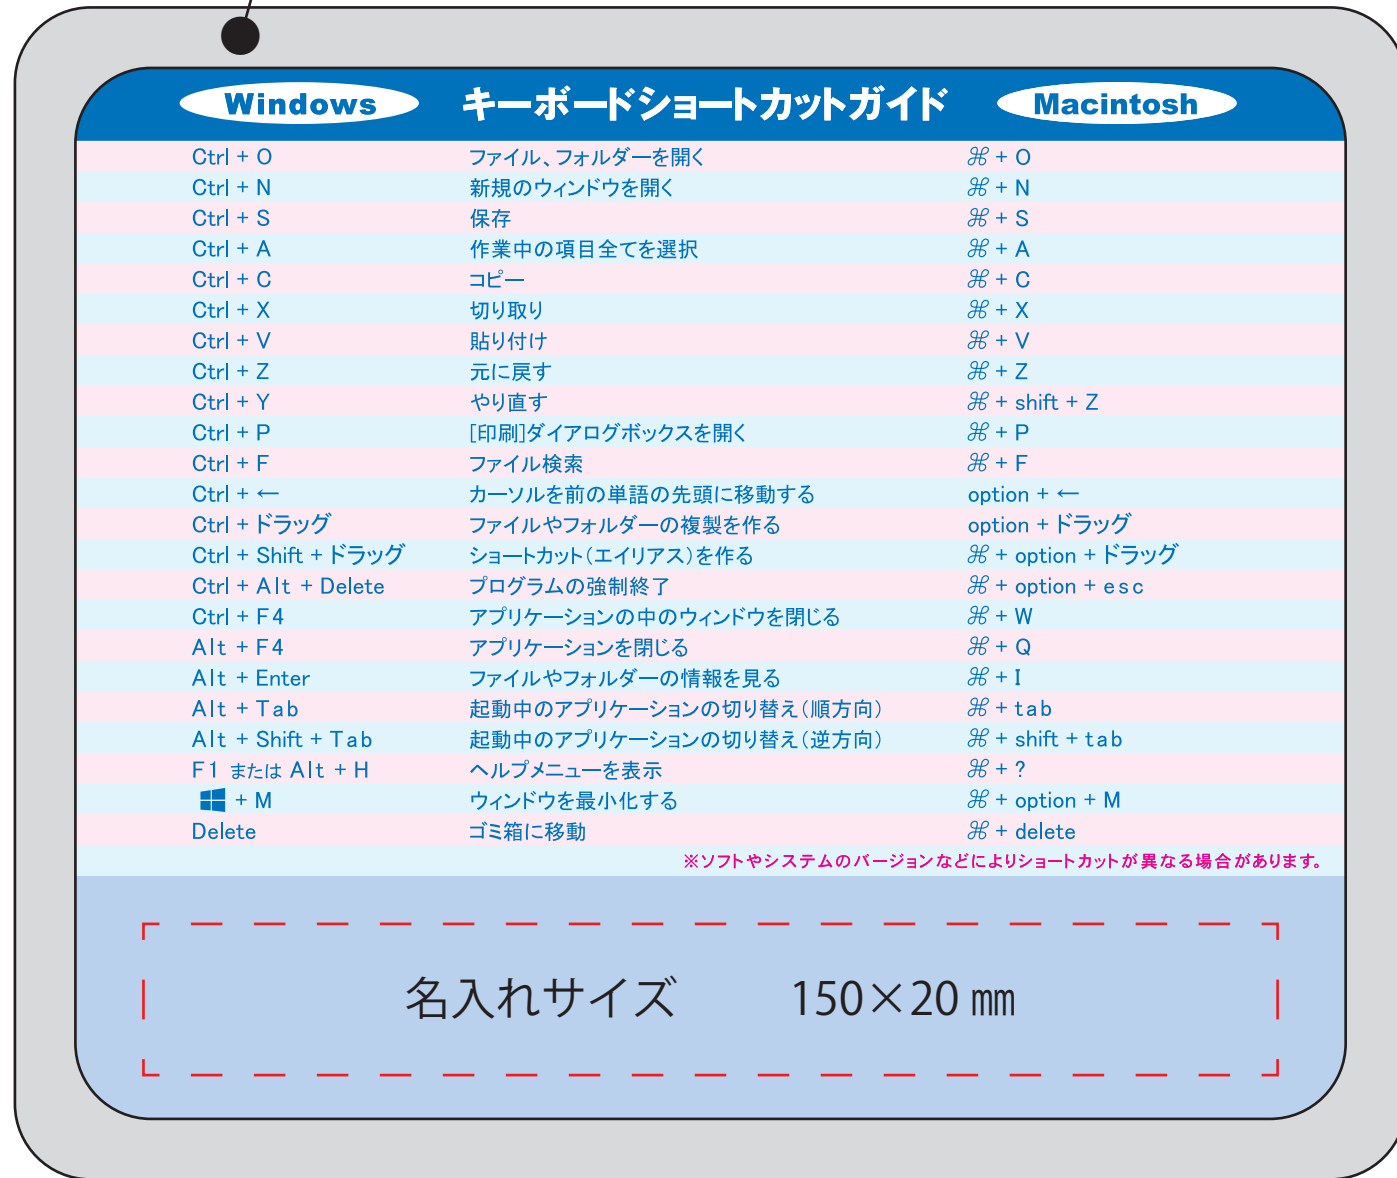 Windows キーボードショートカットガイド Macintosh
Ctrl + O ファイル、フォルダーを開く ⌘ + O
Ctrl + N 新規のウィンドウを開く ⌘ + N
Ctrl + S 保存 ⌘ + S
Ctrl + A 作業中の項目全てを選択 ⌘ + A
Ctrl + C コピー ⌘ + C
Ctrl + X 切り取り ⌘ + X
Ctrl + V 貼り付け ⌘ + V
Ctrl + Z 元に戻す ⌘ + Z
Ctrl + Y やり直す ⌘ + shift + Z
Ctrl + P [印刷]ダイアログボックスを開く ⌘ + P
Ctrl + F ファイル検索 ⌘ + F
Ctrl + ← カーソルを前の単語の先頭に移動する option + ←
Ctrl + ドラッグ ファイルやフォルダーの複製を作る option + ドラッグ
Ctrl + Shift + ドラッグ ショートカット(エイリアス)を作る ⌘ + option + ドラッグ
Ctrl + Alt + Delete プログラムの強制終了 ⌘ + option + esc
Ctrl + F4 アプリケーションの中のウィンドウを閉じる ⌘ + W
Alt + F4 アプリケーションを閉じる ⌘ + Q
Alt + Enter ファイルやフォルダーの情報を見る ⌘ + I
Alt + Tab 起動中のアプリケーションの切り替え(順方向) ⌘ + tab
Alt + Shift + Tab 起動中のアプリケーションの切り替え(逆方向) ⌘ + shift + tab
F1 または Alt + H ヘルプメニューを表示 ⌘ + ?
+ M ウィンドウを最小化する ⌘ + option + M
Delete ゴミ箱に移動 ⌘ + delete
※ソフトやシステムのバージョンなどによりショートカットが異なる場合があります。
名入れサイズ 150×20㎜